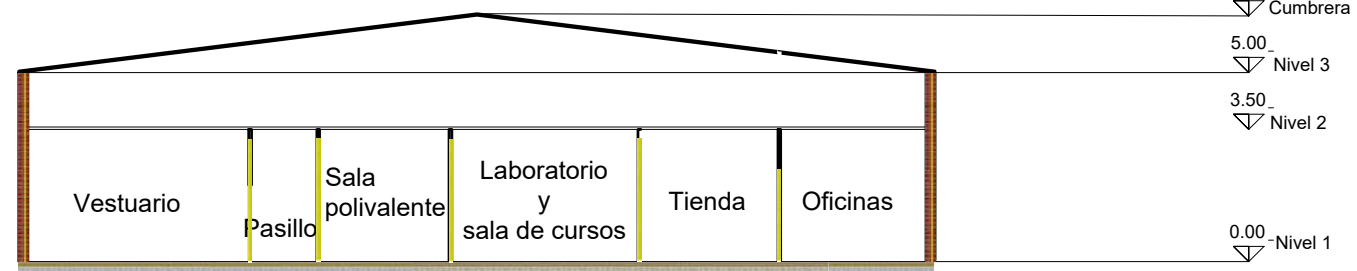 Cumbrera
5.00
Nivel 3
3.50
Nivel 2
Vestuario
Pasillo
Sala
polivalente
Laboratorio
y
sala de cursos
Tienda
Oficinas
0.00
Nivel 1